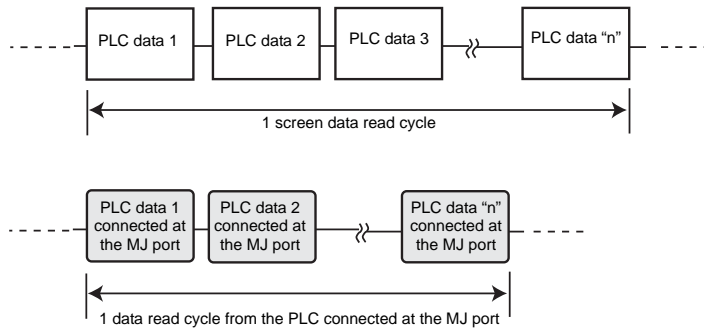 PLC data 1
PLC data 2
PLC data 3
PLC data “n”
1 screen data read cycle
PLC data 1
connected at
the MJ port
PLC data 2
connected at
the MJ port
PLC data “n”
connected at
the MJ port
1 data read cycle from the PLC connected at the MJ port